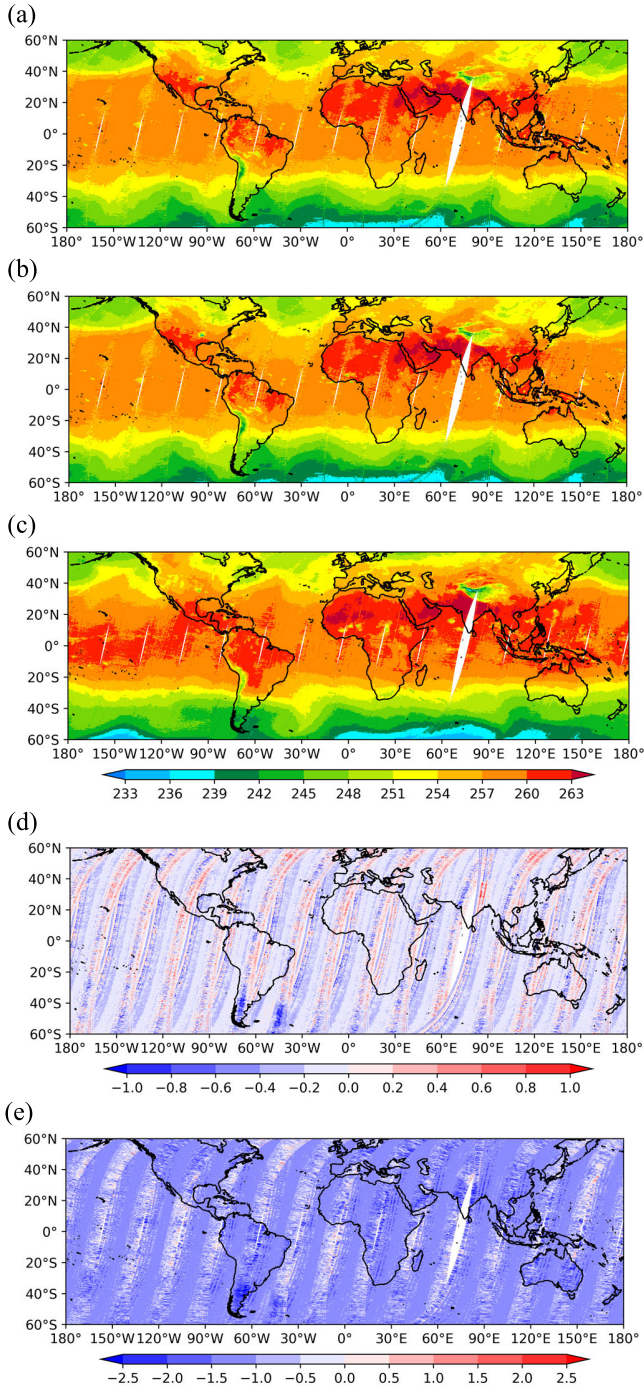 (a)
60°N
40°N
20°N
0°
20°S
40°S
60°S
180° 150°W 120°W 90°W 60°W 30°W 0° 30°E 60°E 90°E 120°E 150°E 180°
(b)
60°N
40°N
20°N
0°
20°S
40°S
60°S
180° 150°W 120°W 90°W 60°W 30°W 0° 30°E 60°E 90°E 120°E 150°E 180°
(c)
60°N
40°N
20°N
0°
20°S
40°S
60°S
180° 150°W 120°W 90°W 60°W 30°W 0° 30°E 60°E 90°E 120°E 150°E 180°
233 236 239 242 245 248 251 254 257 260 263
(d)
60°N
40°N
20°N
0°
20°S
40°S
60°S
180° 150°W 120°W 90°W 60°W 30°W 0° 30°E 60°E 90°E 120°E 150°E 180°
−1.0 −0.8 −0.6 −0.4 −0.2 0.0 0.2 0.4 0.6 0.8 1.0
(e)
60°N
40°N
20°N
0°
20°S
40°S
60°S
180° 150°W 120°W 90°W 60°W 30°W 0° 30°E 60°E 90°E 120°E 150°E 180°
−2.5 −2.0 −1.5 −1.0 −0.5 0.0 0.5 1.0 1.5 2.0 2.5